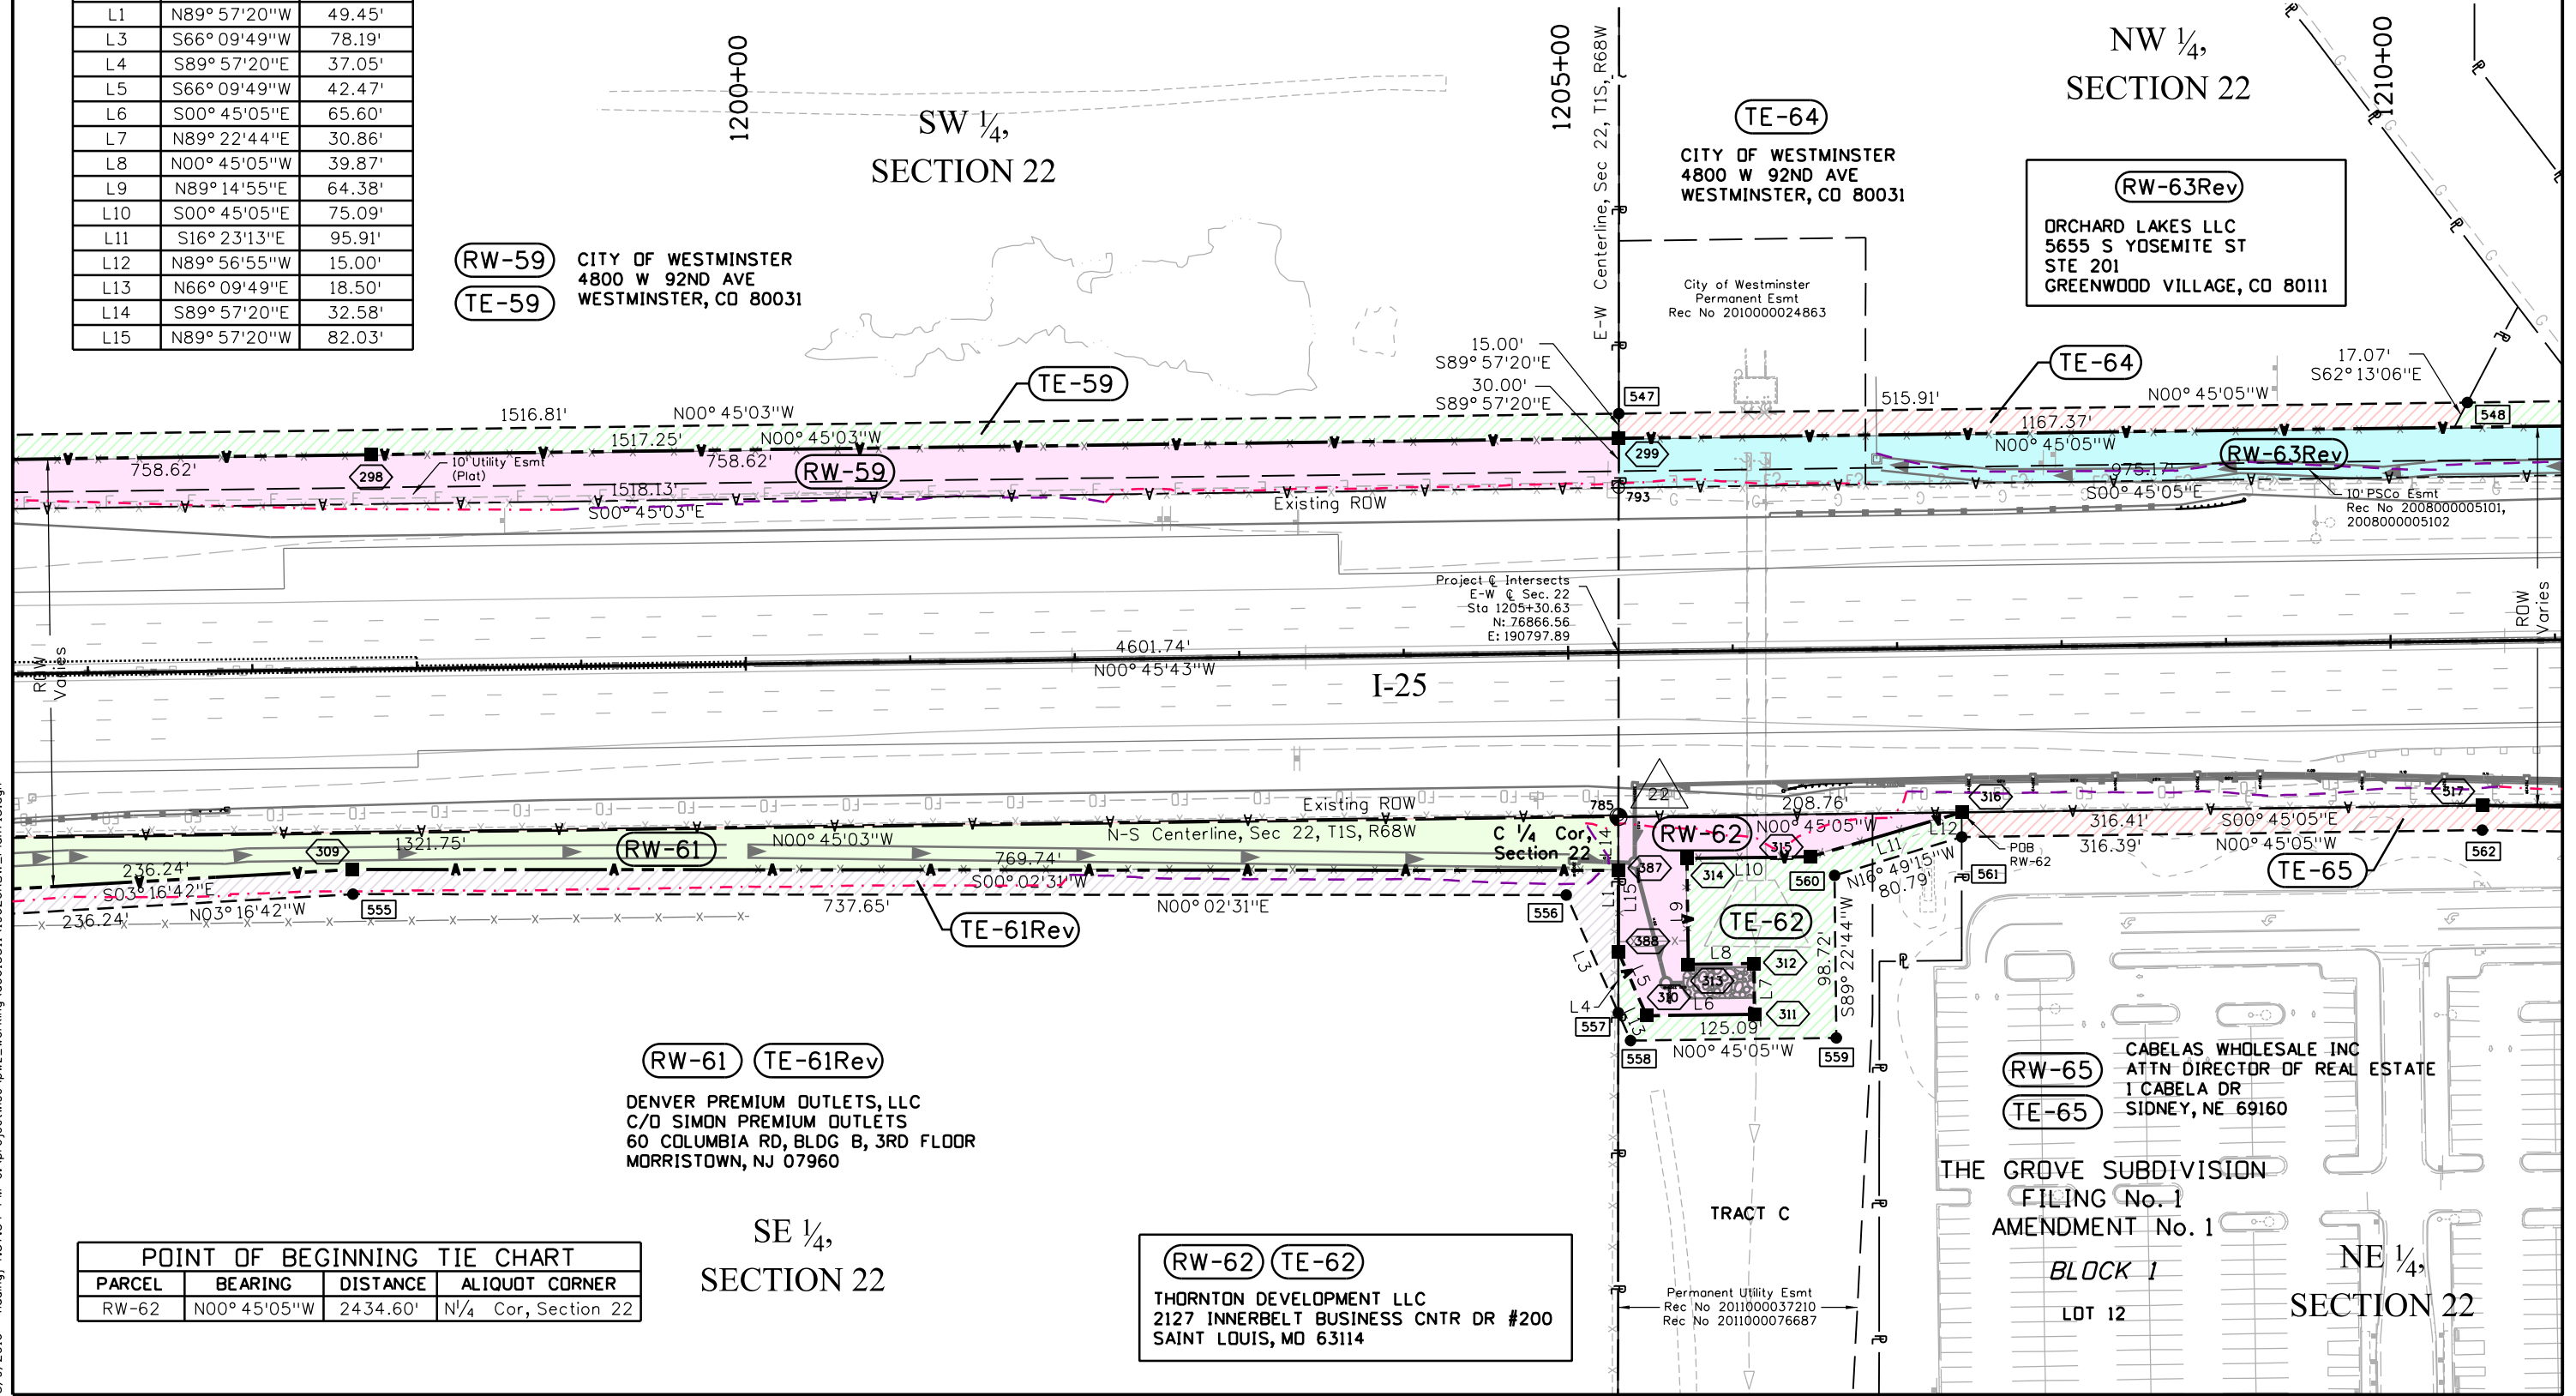 L1 N89°57'20"W 49.45'
L3 S66°09'49"W 78.19'
L4 S89°57'20"E 37.05'
L5 S66°09'49"W 42.47'
L6 S00°45'05"E 65.60'
L7 N89°22'44"E 30.86'
L8 N00°45'05"W 39.87'
L9 N89°14'55"E 64.38'
L10 S00°45'05"E 75.09'
L11 S16°23'13"E 95.91'
L12 N89°56'55"W 15.00'
L13 N66°09'49"E 18.50'
L14 S89°57'20"E 32.58'
L15 N89°57'20"W 82.03'
1200+00
SW 1/4,
SECTION 22
1205+00
E-W Centerline, Sec 22, T1S, R68W
NW 1/4,
SECTION 22
1210+00
TE-64
CITY OF WESTMINSTER
4800 W 92ND AVE
WESTMINSTER, CO 80031
RW-63Rev
ORCHARD LAKES LLC
5655 S YOSEMITE ST
STE 201
GREENWOOD VILLAGE, CO 80111
RW-59
TE-59
CITY OF WESTMINSTER
4800 W 92ND AVE
WESTMINSTER, CO 80031
City of Westminster
Permanent Esmt
Rec No 2010000024863
15.00'
S89°57'20"E
30.00'
S89°57'20"E
TE-59
TE-64
17.07'
S62°13'06"E
1516.81' N00°45'03"W
547
515.91' N00°45'05"W
548
1517.25' N00°45'03"W
1167.37'
N00°45'05"W
758.62'
298
10' Utility Esmt
(Plat)
758.62'
RW-59
299
RW-63Rev
975.17'
S00°45'05"E
1518.13'
S00°45'03"E
Existing ROW
793
10' PSCo Esmt
Rec No 2008000005101,
2008000005102
Project ℄ Intersects
E-W ℄ Sec. 22
Sta 1205+30.63
N: 76866.56
E: 190797.89
ROW
Varies
4601.74'
N00°45'43"W
I-25
ROW
Varies
Existing ROW
785
22
208.76'
N00°45'05"W
316
317
1321.75'
N00°45'03"W
N-S Centerline, Sec 22, T1S, R68W
C 1/4 Cor,
Section 22
L14
RW-62
315
L12
POB
RW-62
316.41' S00°45'05"E
316.39' N00°45'05"W
309
RW-61
236.24'
S03°16'42"E
769.74'
S00°02'31"W
387
314
L10
L11
560
N16°49'15"W
80.79'
561
562
TE-65
236.24'
N03°16'42"W
555
737.65'
N00°02'31"E
556
TE-61Rev
L1
L15
L9
TE-62
388
L3
L5
L8
312
313
L7
98.72'
S89°22'44"W
L4
310
L6
311
557
L13
125.09'
N00°45'05"W
558
559
RW-61 TE-61Rev
DENVER PREMIUM OUTLETS, LLC
C/O SIMON PREMIUM OUTLETS
60 COLUMBIA RD, BLDG B, 3RD FLOOR
MORRISTOWN, NJ 07960
RW-65
TE-65
CABELAS WHOLESALE INC
ATTN DIRECTOR OF REAL ESTATE
1 CABELA DR
SIDNEY, NE 69160
THE GROVE SUBDIVISION
FILING No. 1
AMENDMENT No. 1
BLOCK 1
LOT 12
TRACT C
NE 1/4,
SECTION 22
SE 1/4,
SECTION 22
POINT OF BEGINNING TIE CHART
PARCEL BEARING DISTANCE ALIQUOT CORNER
RW-62 N00°45'05"W 2434.60' N1/4 Cor, Section 22
RW-62 TE-62
THORNTON DEVELOPMENT LLC
2127 INNERBELT BUSINESS CNTR DR #200
SAINT LOUIS, MO 63114
Permanent Utility Esmt
Rec No 2011000037210
Rec No 2011000076687